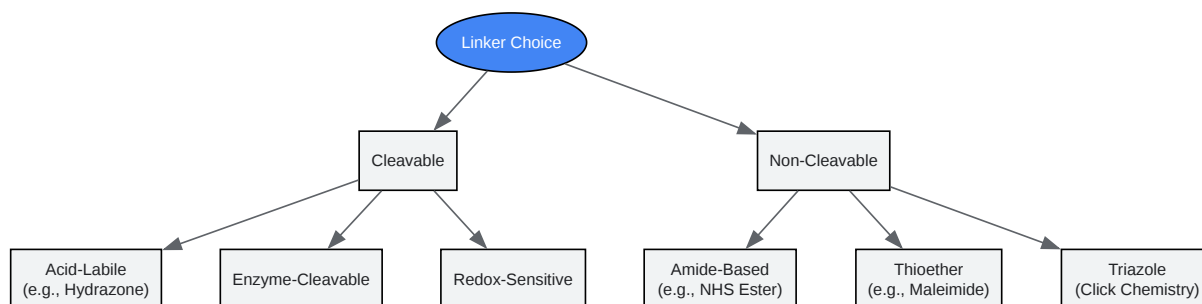 Linker Choice
Cleavable
Non-Cleavable
Acid-Labile
(e.g., Hydrazone)
Enzyme-Cleavable
Redox-Sensitive
Amide-Based
(e.g., NHS Ester)
Thioether
(e.g., Maleimide)
Triazole
(Click Chemistry)